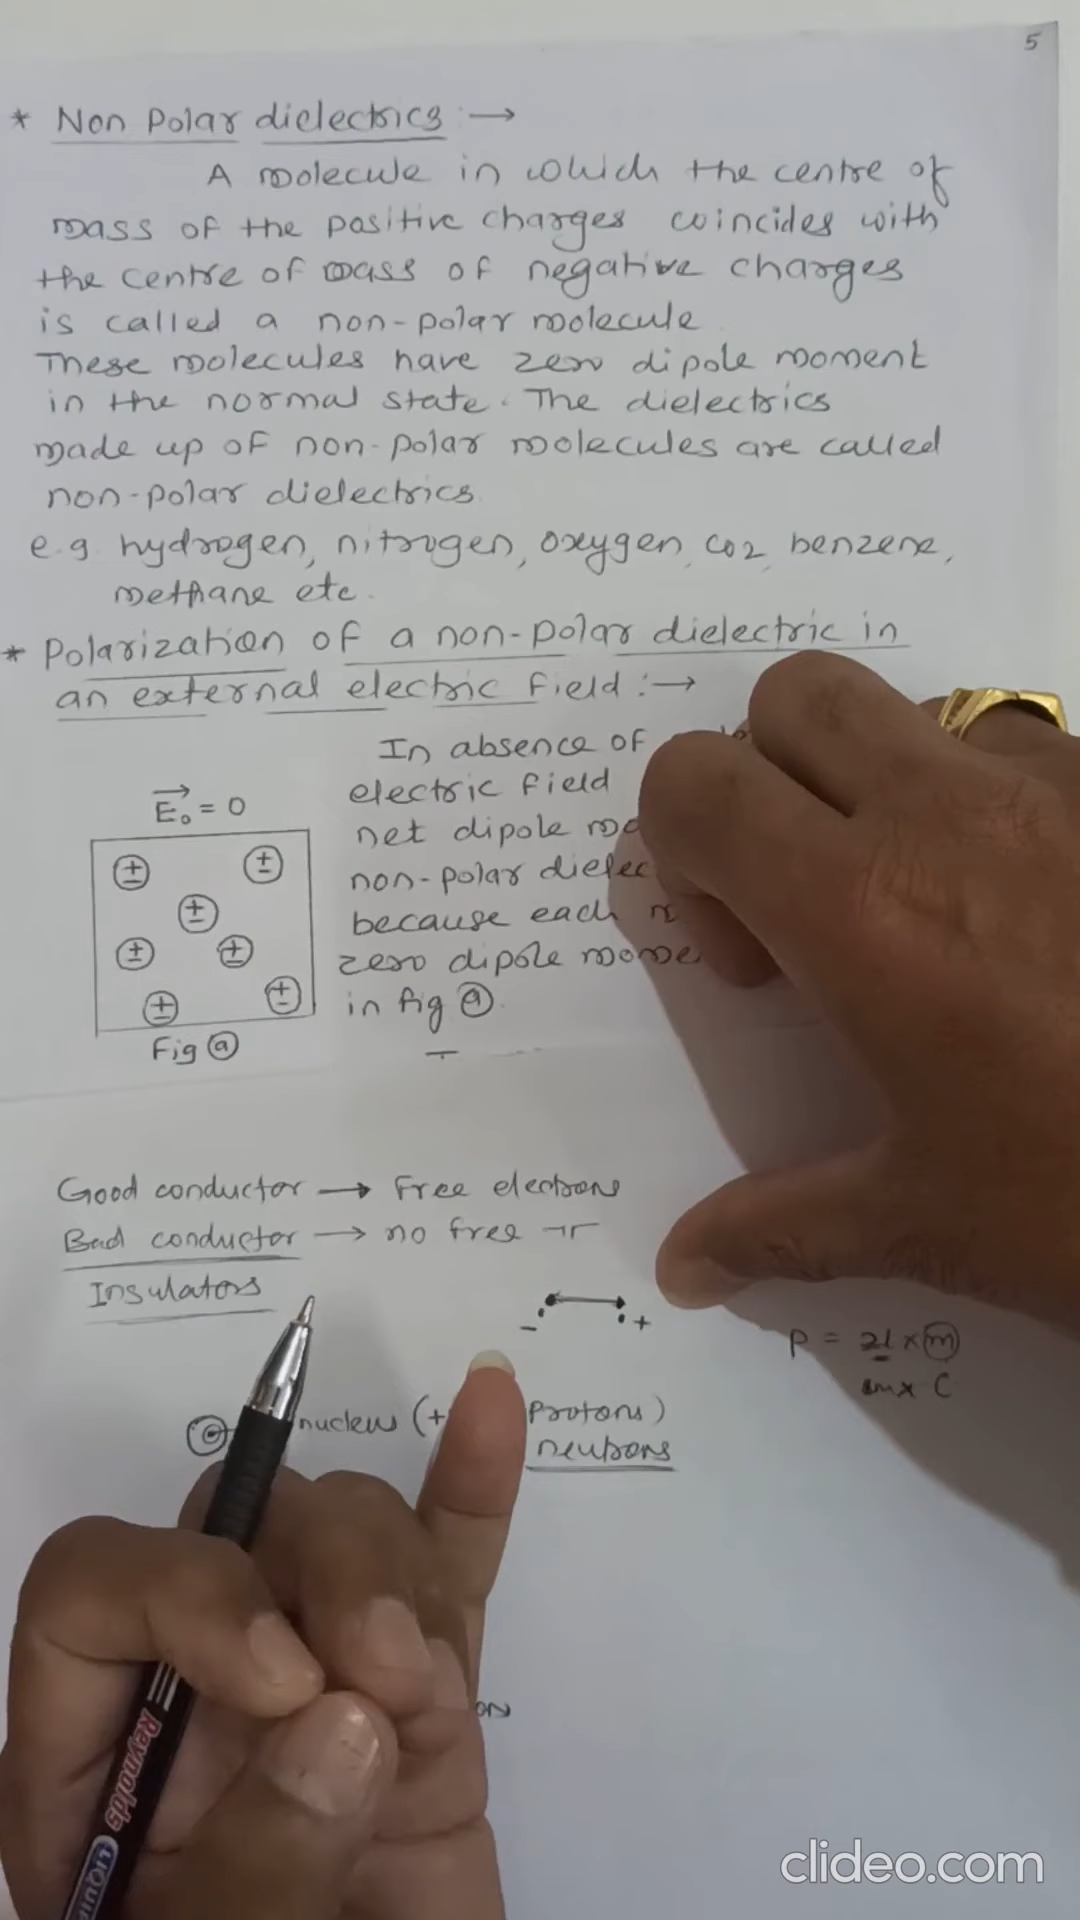 5
* Non Polar dielectrics :→
A molecule in which the centre of
mass of the positive charges coincides with
the centre of mass of negative charges
is called a non-polar molecule
These molecules have zero dipole moment
in the normal state. The dielectrics
made up of non-polar molecules are called
non-polar dielectrics.
e.g. hydrogen, nitrogen, oxygen, CO2, benzene,
methane etc.
* Polarization of a non-polar dielectric in
an external electric field :→
In absence of
electric field
net dipole mo
non-polar dielec
because each
zero dipole mome
in fig ⓐ.
E₀ = 0
± ±
±
± ±
± ±
Fig ⓐ
Good conductor → Free electrons
Bad conductor → no free
Insulators
- +
P = 2l × m
m × C
nucleus (+ Protons)
neutrons
on
Reynolds
clideo.com